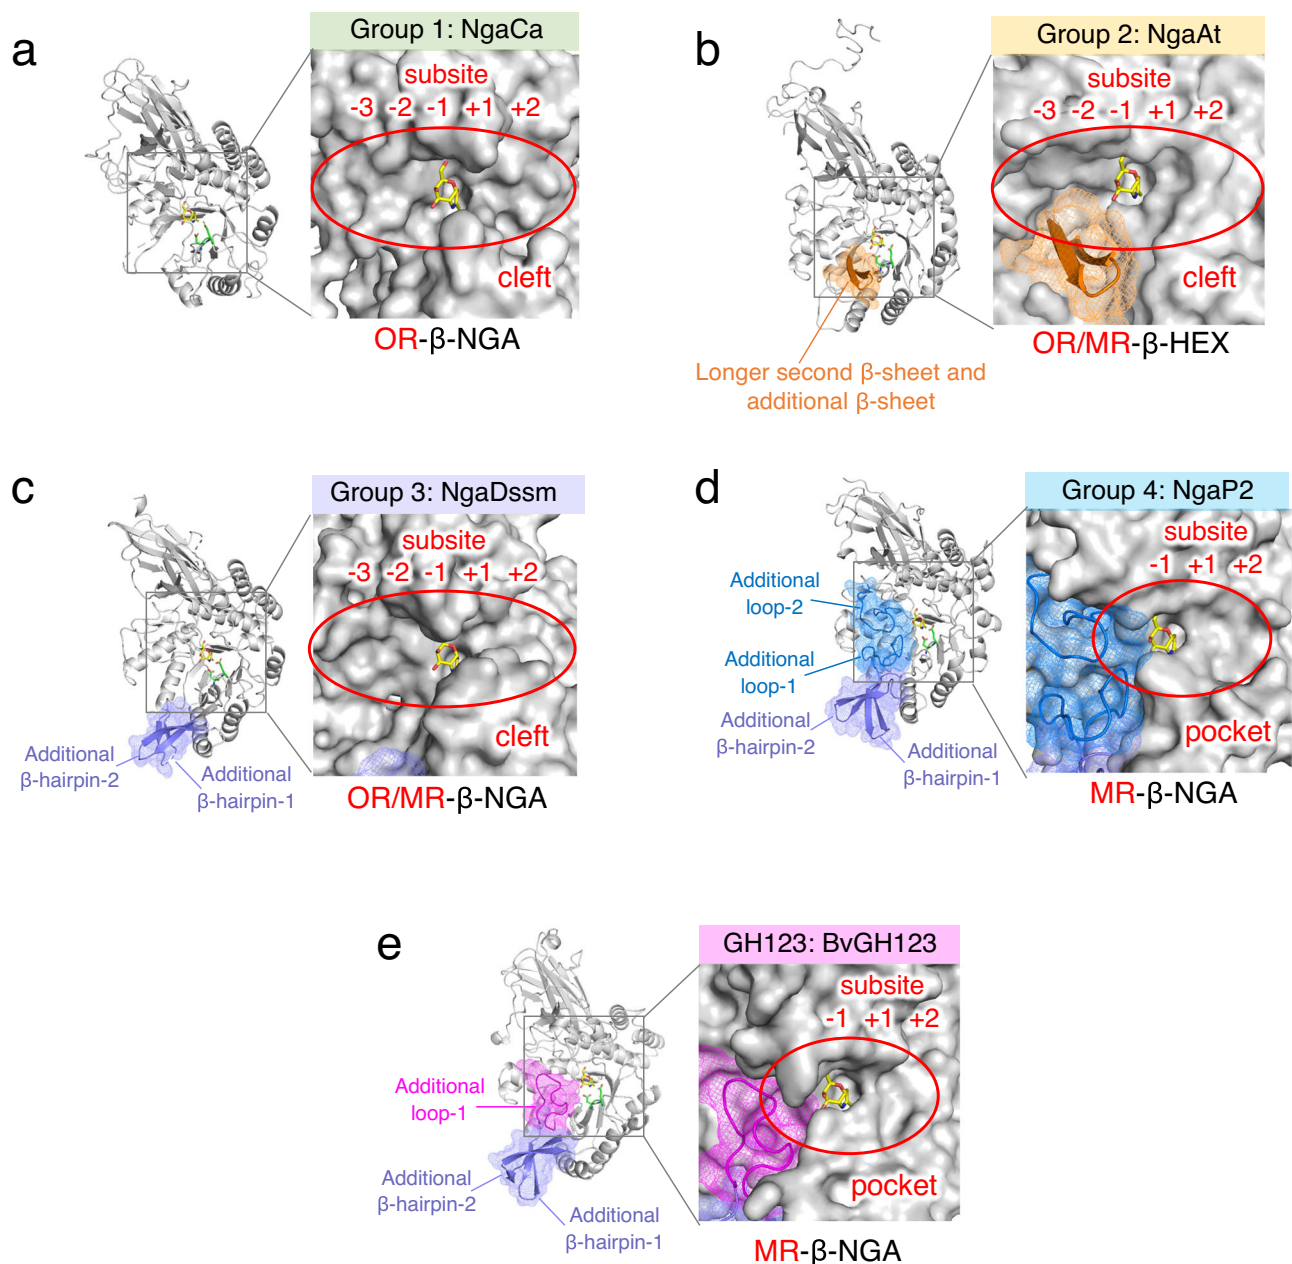 a
Group 1: NgaCa
subsite
-3 -2 -1 +1 +2
cleft
OR-β-NGA
b
Group 2: NgaAt
subsite
-3 -2 -1 +1 +2
cleft
OR/MR-β-HEX
Longer second β-sheet and
additional β-sheet
c
Group 3: NgaDssm
subsite
-3 -2 -1 +1 +2
cleft
Additional
β-hairpin-2
Additional
β-hairpin-1
OR/MR-β-NGA
d
Group 4: NgaP2
subsite
-1 +1 +2
Additional
loop-2
Additional
loop-1
Additional
β-hairpin-2
Additional
β-hairpin-1
pocket
MR-β-NGA
e
GH123: BvGH123
subsite
-1 +1 +2
Additional
loop-1
Additional
β-hairpin-2
Additional
β-hairpin-1
pocket
MR-β-NGA